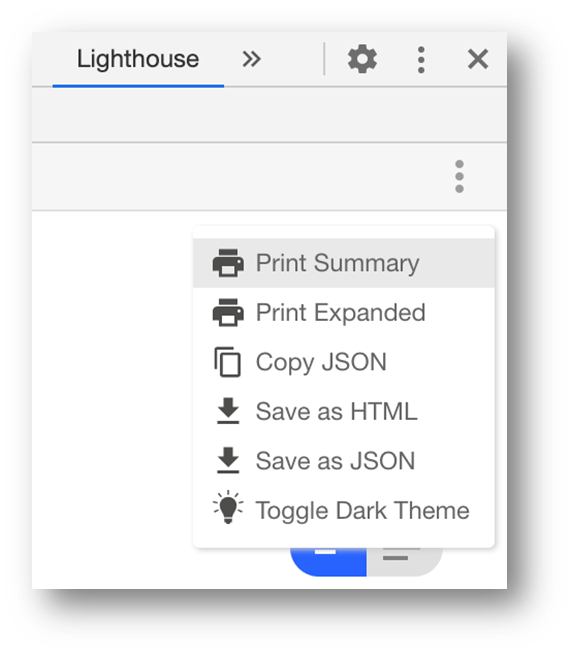 Lighthouse
Print Summary
Print Expanded
Copy JSON
Save as HTML
Save as JSON
Toggle Dark Theme